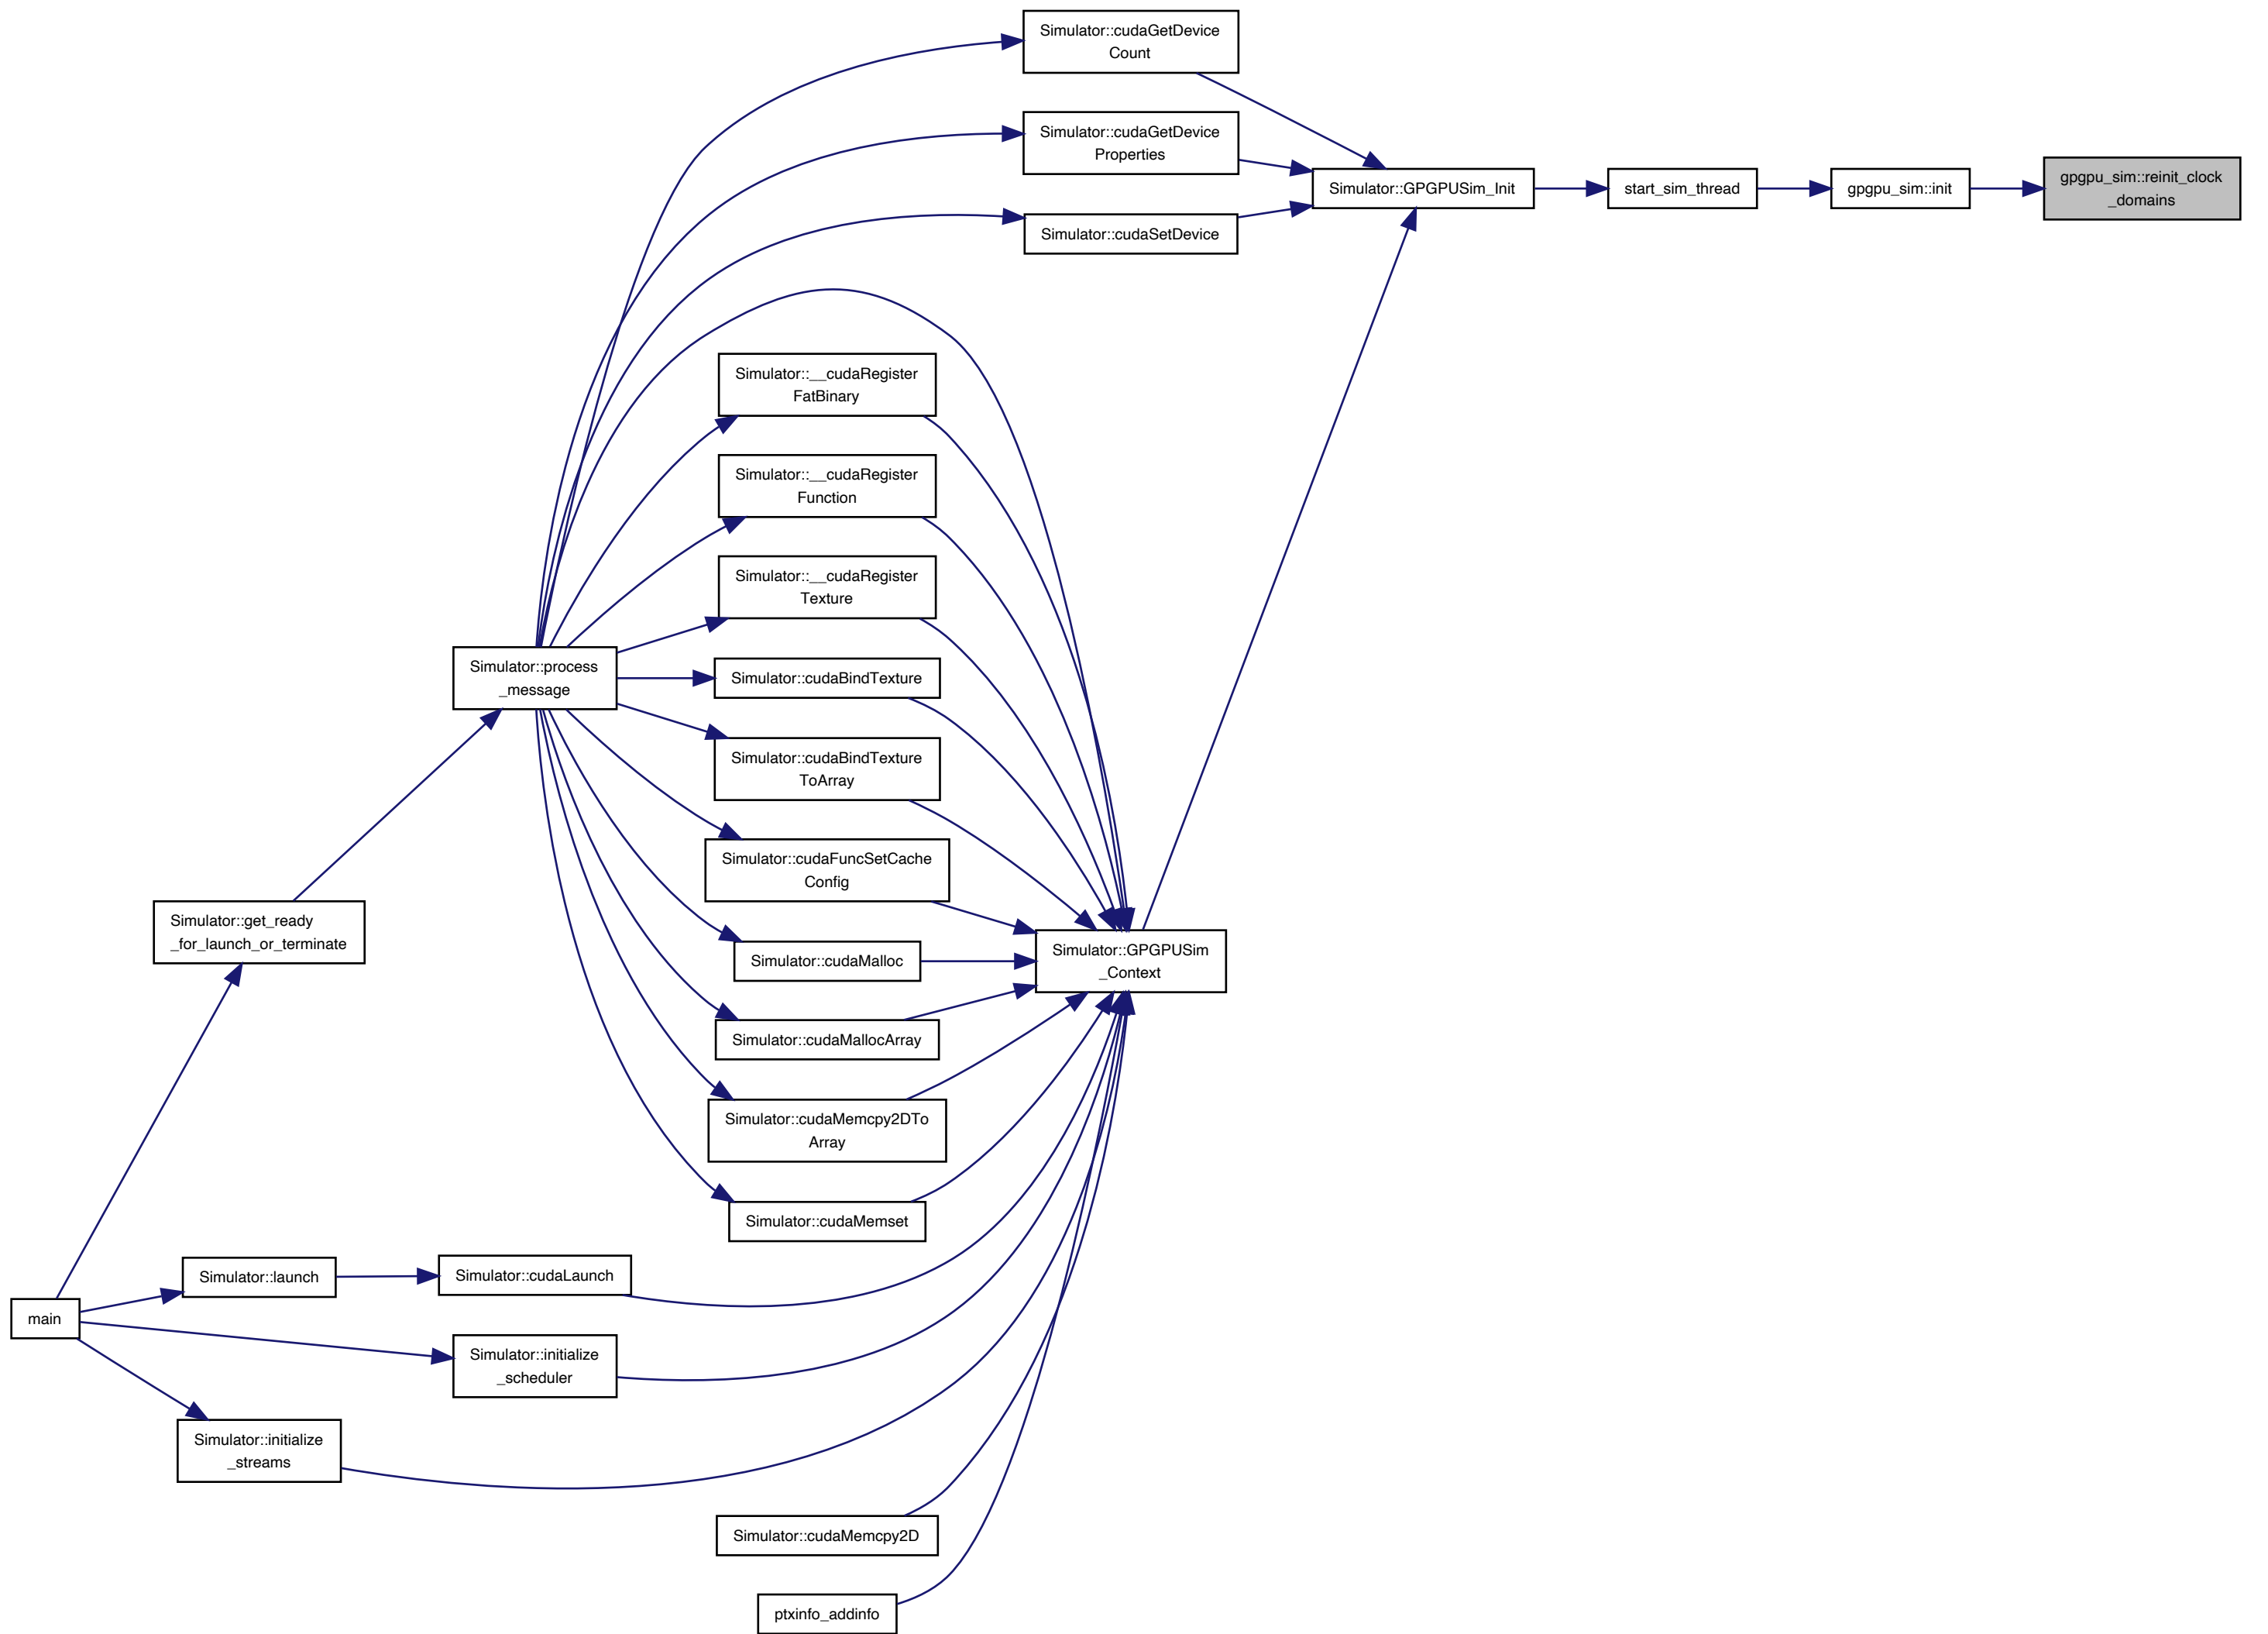 Simulator::cudaGetDevice
Count
Simulator::cudaGetDevice
Properties
Simulator::GPGPUSim_Init
start_sim_thread
gpgpu_sim::init
gpgpu_sim::reinit_clock
_domains
Simulator::cudaSetDevice
Simulator::__cudaRegister
FatBinary
Simulator::__cudaRegister
Function
Simulator::__cudaRegister
Texture
Simulator::process
_message
Simulator::cudaBindTexture
Simulator::cudaBindTexture
ToArray
Simulator::cudaFuncSetCache
Config
Simulator::get_ready
_for_launch_or_terminate
Simulator::cudaMalloc
Simulator::GPGPUSim
_Context
Simulator::cudaMallocArray
Simulator::cudaMemcpy2DTo
Array
Simulator::cudaMemset
Simulator::launch
Simulator::cudaLaunch
main
Simulator::initialize
_scheduler
Simulator::initialize
_streams
Simulator::cudaMemcpy2D
ptxinfo_addinfo